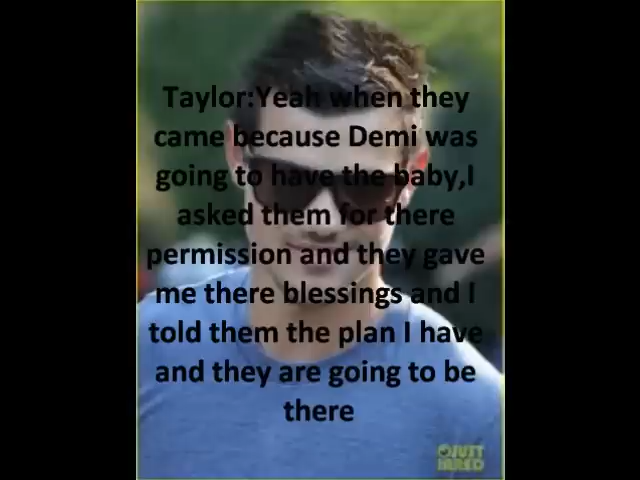 Taylor:Yeah when they
came because Demi was
going to have the baby,I
asked them for there
permission and they gave
me there blessings and I
told them the plan I have
and they are going to be
there
JUST
JARED